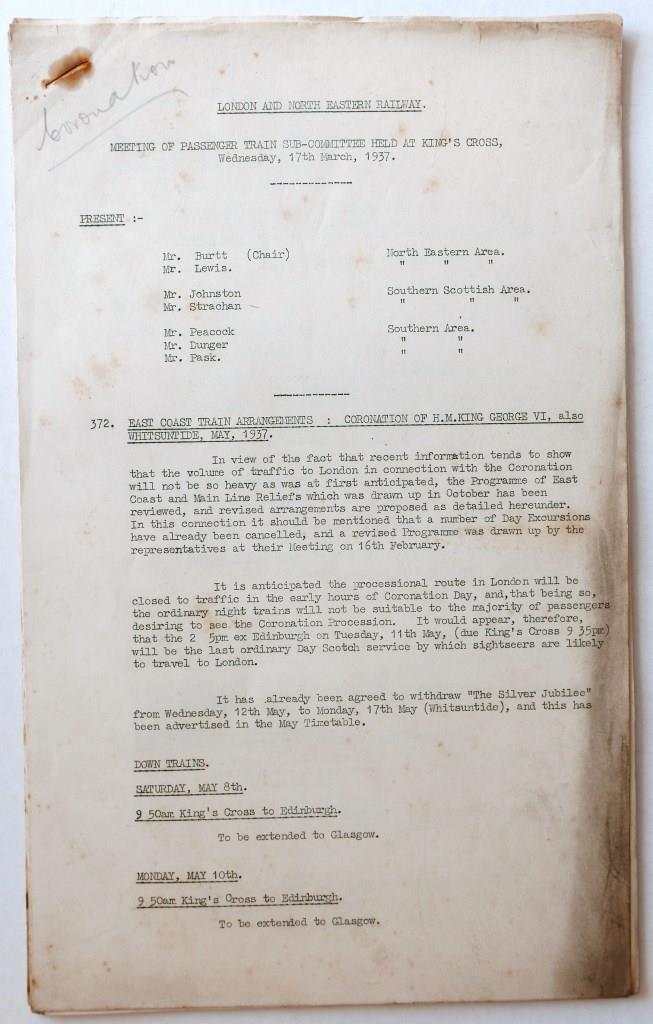 Coronation
LONDON AND NORTH EASTERN RAILWAY.
MEETING OF PASSENGER TRAIN SUB-COMMITTEE HELD AT KING'S CROSS,
Wednesday, 17th March, 1937.
-------------
PRESENT :-
Mr. Burtt (Chair) North Eastern Area.
Mr. Lewis. " " "
Mr. Johnston Southern Scottish Area.
Mr. Strachan " " "
Mr. Peacock Southern Area.
Mr. Dunger " "
Mr. Pask. " "
-------------
372. EAST COAST TRAIN ARRANGEMENTS : CORONATION OF H.M.KING GEORGE VI, also
WHITSUNTIDE, MAY, 1937.
In view of the fact that recent information tends to show
that the volume of traffic to London in connection with the Coronation
will not be so heavy as was at first anticipated, the Programme of East
Coast and Main Line Reliefs which was drawn up in October has been
reviewed, and revised arrangements are proposed as detailed hereunder.
In this connection it should be mentioned that a number of Day Excursions
have already been cancelled, and a revised Programme was drawn up by the
representatives at their Meeting on 16th February.
It is anticipated the processional route in London will be
closed to traffic in the early hours of Coronation Day, and,that being so,
the ordinary night trains will not be suitable to the majority of passengers
desiring to see the Coronation Procession. It would appear, therefore,
that the 2 5pm ex Edinburgh on Tuesday, 11th May, (due King's Cross 9 35pm)
will be the last ordinary Day Scotch service by which sightseers are likely
to travel to London.
It has already been agreed to withdraw "The Silver Jubilee"
from Wednesday, 12th May, to Monday, 17th May (Whitsuntide), and this has
been advertised in the May Timetable.
DOWN TRAINS.
SATURDAY, MAY 8th.
9 50am King's Cross to Edinburgh.
To be extended to Glasgow.
MONDAY, MAY 10th.
9 50am King's Cross to Edinburgh.
To be extended to Glasgow.